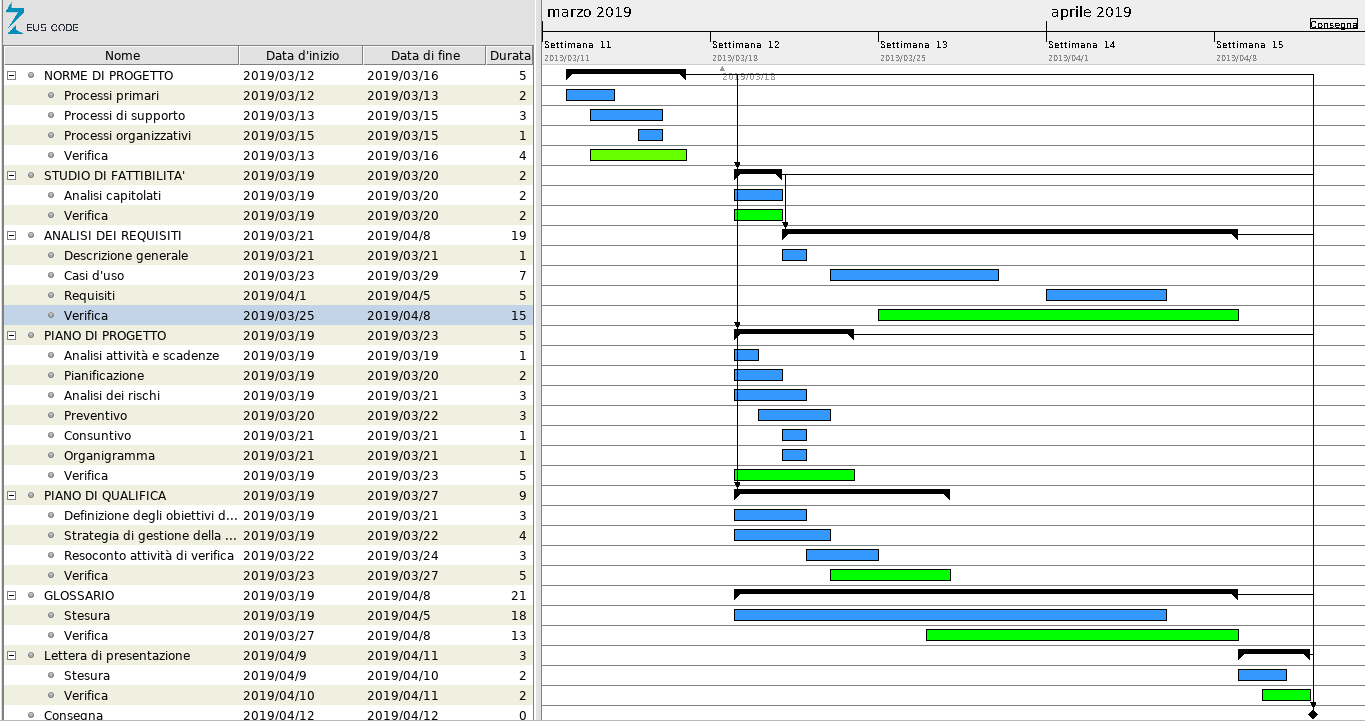 EUS CODE
marzo 2019 aprile 2019
Consegna
Settimana 11 Settimana 12 Settimana 13 Settimana 14 Settimana 15
2019/03/11 2019/03/18 2019/03/25 2019/04/1 2019/04/8
2019/03/18
Nome Data d'inizio Data di fine Durata
NORME DI PROGETTO 2019/03/12 2019/03/16 5
Processi primari 2019/03/12 2019/03/13 2
Processi di supporto 2019/03/13 2019/03/15 3
Processi organizzativi 2019/03/15 2019/03/15 1
Verifica 2019/03/13 2019/03/16 4
STUDIO DI FATTIBILITA' 2019/03/19 2019/03/20 2
Analisi capitolati 2019/03/19 2019/03/20 2
Verifica 2019/03/19 2019/03/20 2
ANALISI DEI REQUISITI 2019/03/21 2019/04/8 19
Descrizione generale 2019/03/21 2019/03/21 1
Casi d'uso 2019/03/23 2019/03/29 7
Requisiti 2019/04/1 2019/04/5 5
Verifica 2019/03/25 2019/04/8 15
PIANO DI PROGETTO 2019/03/19 2019/03/23 5
Analisi attività e scadenze 2019/03/19 2019/03/19 1
Pianificazione 2019/03/19 2019/03/20 2
Analisi dei rischi 2019/03/19 2019/03/21 3
Preventivo 2019/03/20 2019/03/22 3
Consuntivo 2019/03/21 2019/03/21 1
Organigramma 2019/03/21 2019/03/21 1
Verifica 2019/03/19 2019/03/23 5
PIANO DI QUALIFICA 2019/03/19 2019/03/27 9
Definizione degli obiettivi d... 2019/03/19 2019/03/21 3
Strategia di gestione della ... 2019/03/19 2019/03/22 4
Resoconto attività di verifica 2019/03/22 2019/03/24 3
Verifica 2019/03/23 2019/03/27 5
GLOSSARIO 2019/03/19 2019/04/8 21
Stesura 2019/03/19 2019/04/5 18
Verifica 2019/03/27 2019/04/8 13
Lettera di presentazione 2019/04/9 2019/04/11 3
Stesura 2019/04/9 2019/04/10 2
Verifica 2019/04/10 2019/04/11 2
Consegna 2019/04/12 2019/04/12 0